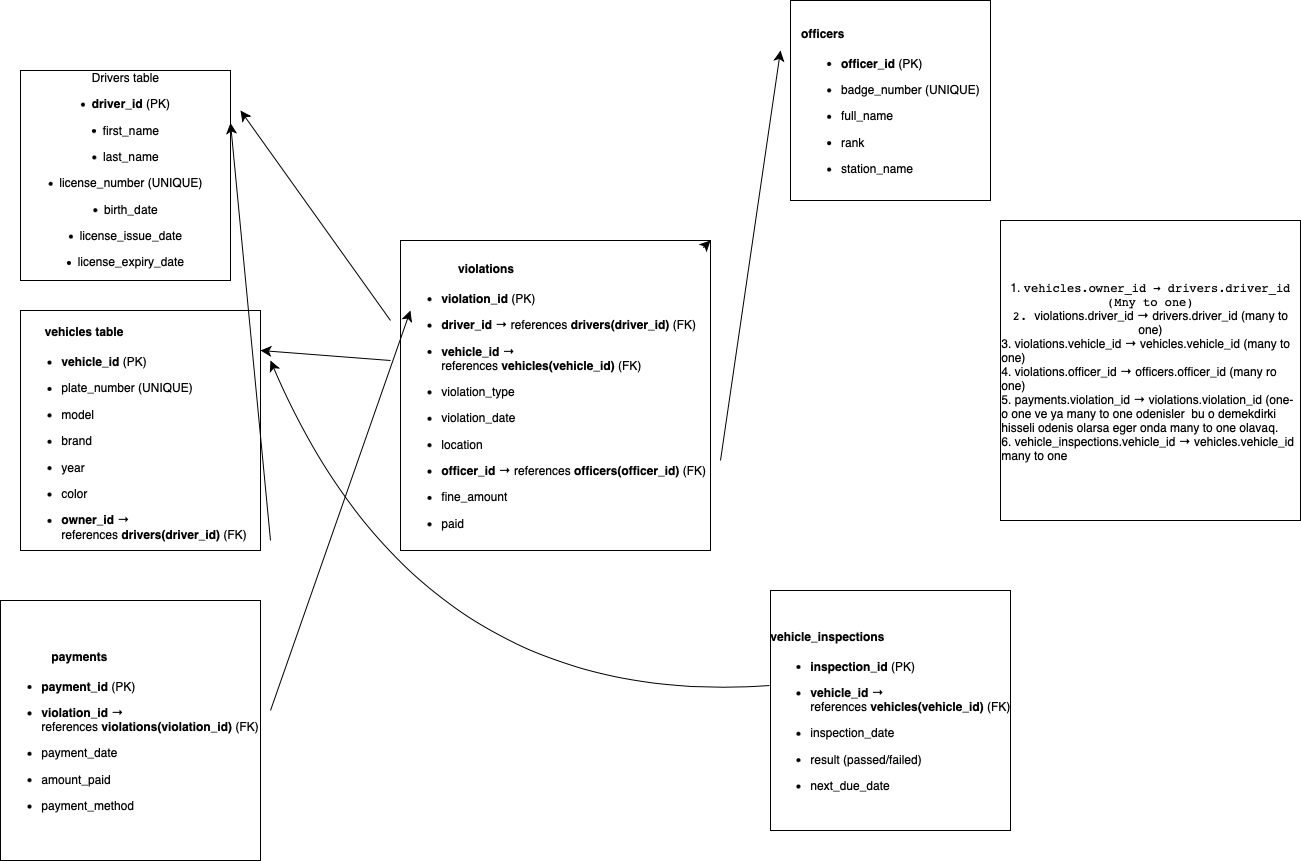 Drivers table
• driver_id (PK)
• first_name
• last_name
• license_number (UNIQUE)
• birth_date
• license_issue_date
• license_expiry_date
vehicles table
• vehicle_id (PK)
• plate_number (UNIQUE)
• model
• brand
• year
• color
• owner_id →
references drivers(driver_id) (FK)
payments
• payment_id (PK)
• violation_id →
references violations(violation_id) (FK)
• payment_date
• amount_paid
• payment_method
violations
• violation_id (PK)
• driver_id → references drivers(driver_id) (FK)
• vehicle_id →
references vehicles(vehicle_id) (FK)
• violation_type
• violation_date
• location
• officer_id → references officers(officer_id) (FK)
• fine_amount
• paid
officers
• officer_id (PK)
• badge_number (UNIQUE)
• full_name
• rank
• station_name
vehicle_inspections
• inspection_id (PK)
• vehicle_id →
references vehicles(vehicle_id) (FK)
• inspection_date
• result (passed/failed)
• next_due_date
1. vehicles.owner_id → drivers.driver_id
(Mny to one)
2. violations.driver_id → drivers.driver_id (many to
one)
3. violations.vehicle_id → vehicles.vehicle_id (many to
one)
4. violations.officer_id → officers.officer_id (many ro
one)
5. payments.violation_id → violations.violation_id (one-
o one ve ya many to one odenisler bu o demekdirki
hisseli odenis olarsa eger onda many to one olavaq.
6. vehicle_inspections.vehicle_id → vehicles.vehicle_id
many to one